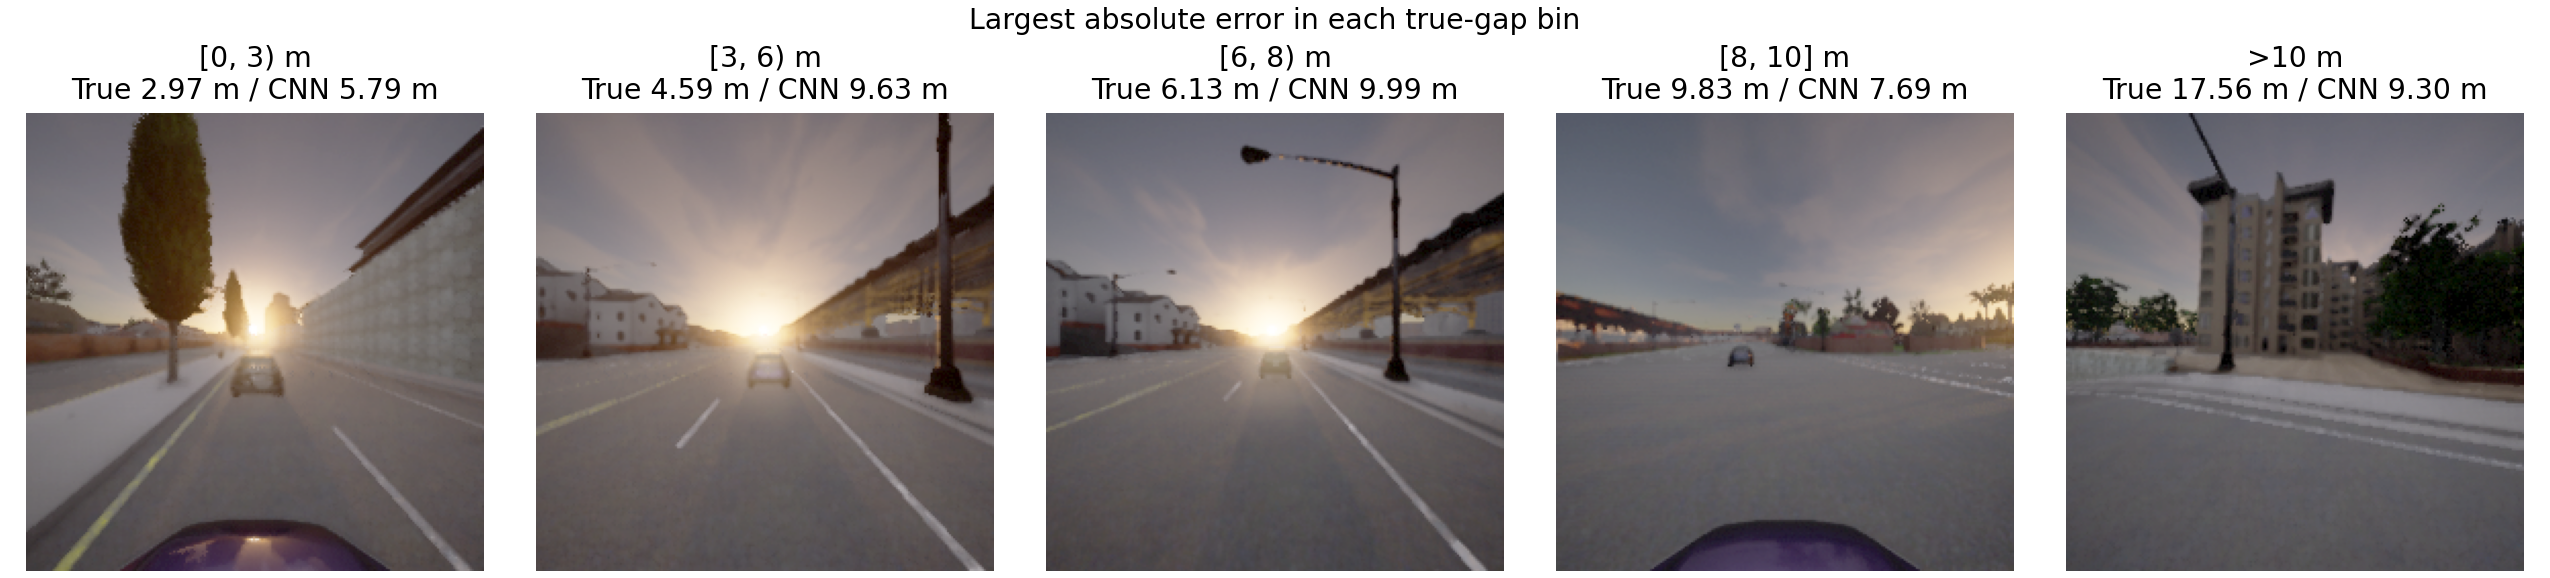 Largest absolute error in each true-gap bin
[0, 3) m
True 2.97 m / CNN 5.79 m
[3, 6) m
True 4.59 m / CNN 9.63 m
[6, 8) m
True 6.13 m / CNN 9.99 m
[8, 10] m
True 9.83 m / CNN 7.69 m
>10 m
True 17.56 m / CNN 9.30 m